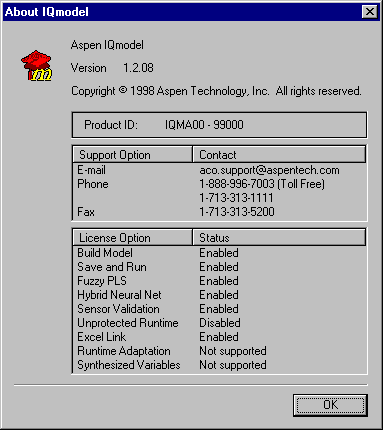 About IQmodel
Aspen IQmodel
Version 1.2.08
Copyright © 1998 Aspen Technology, Inc. All rights reserved.
Product ID: IQMA00 - 99000
Support Option Contact
E-mail aco.support@aspentech.com
Phone 1-888-996-7003 (Toll Free)
1-713-313-1111
Fax 1-713-313-5200
License Option Status
Build Model Enabled
Save and Run Enabled
Fuzzy PLS Enabled
Hybrid Neural Net Enabled
Sensor Validation Enabled
Unprotected Runtime Disabled
Excel Link Enabled
Runtime Adaptation Not supported
Synthesized Variables Not supported
OK